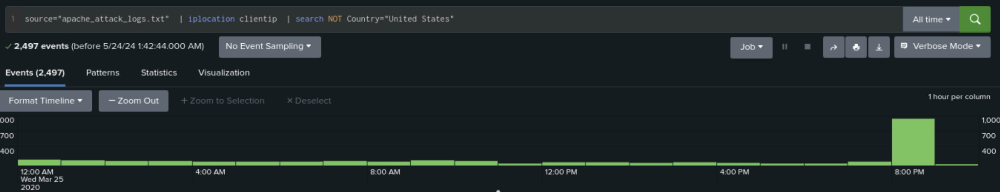 1 source="apache_attack_logs.txt" | iplocation clientip | search NOT Country="United States"
All time
2,497 events (before 5/24/24 1:42:44.000 AM)
No Event Sampling
Job
Verbose Mode
Events (2,497)
Patterns
Statistics
Visualization
Format Timeline
— Zoom Out
+ Zoom to Selection
× Deselect
1 hour per column
000
700
400
1,000
700
400
12:00 AM
Wed Mar 25
2020
4:00 AM
8:00 AM
12:00 PM
4:00 PM
8:00 PM